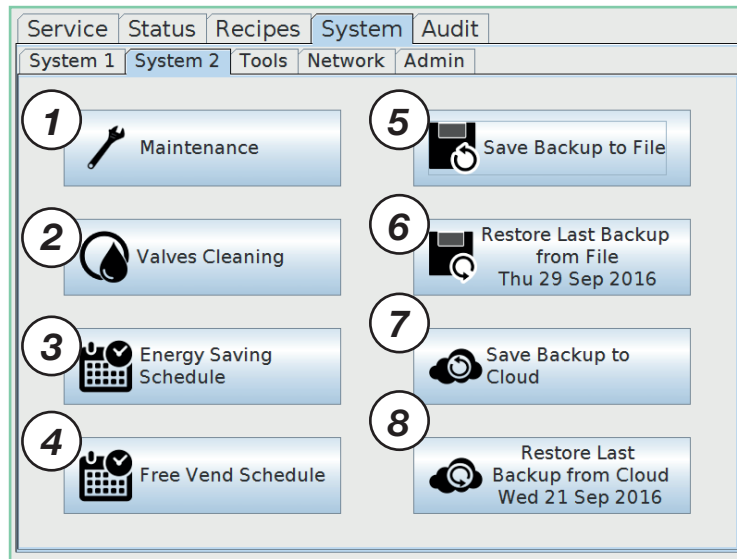 Service Status Recipes System Audit
System 1 System 2 Tools Network Admin
1
Maintenance
2
Valves Cleaning
3
Energy Saving
Schedule
4
Free Vend Schedule
5
Save Backup to File
6
Restore Last Backup
from File
Thu 29 Sep 2016
7
Save Backup to
Cloud
8
Restore Last
Backup from Cloud
Wed 21 Sep 2016